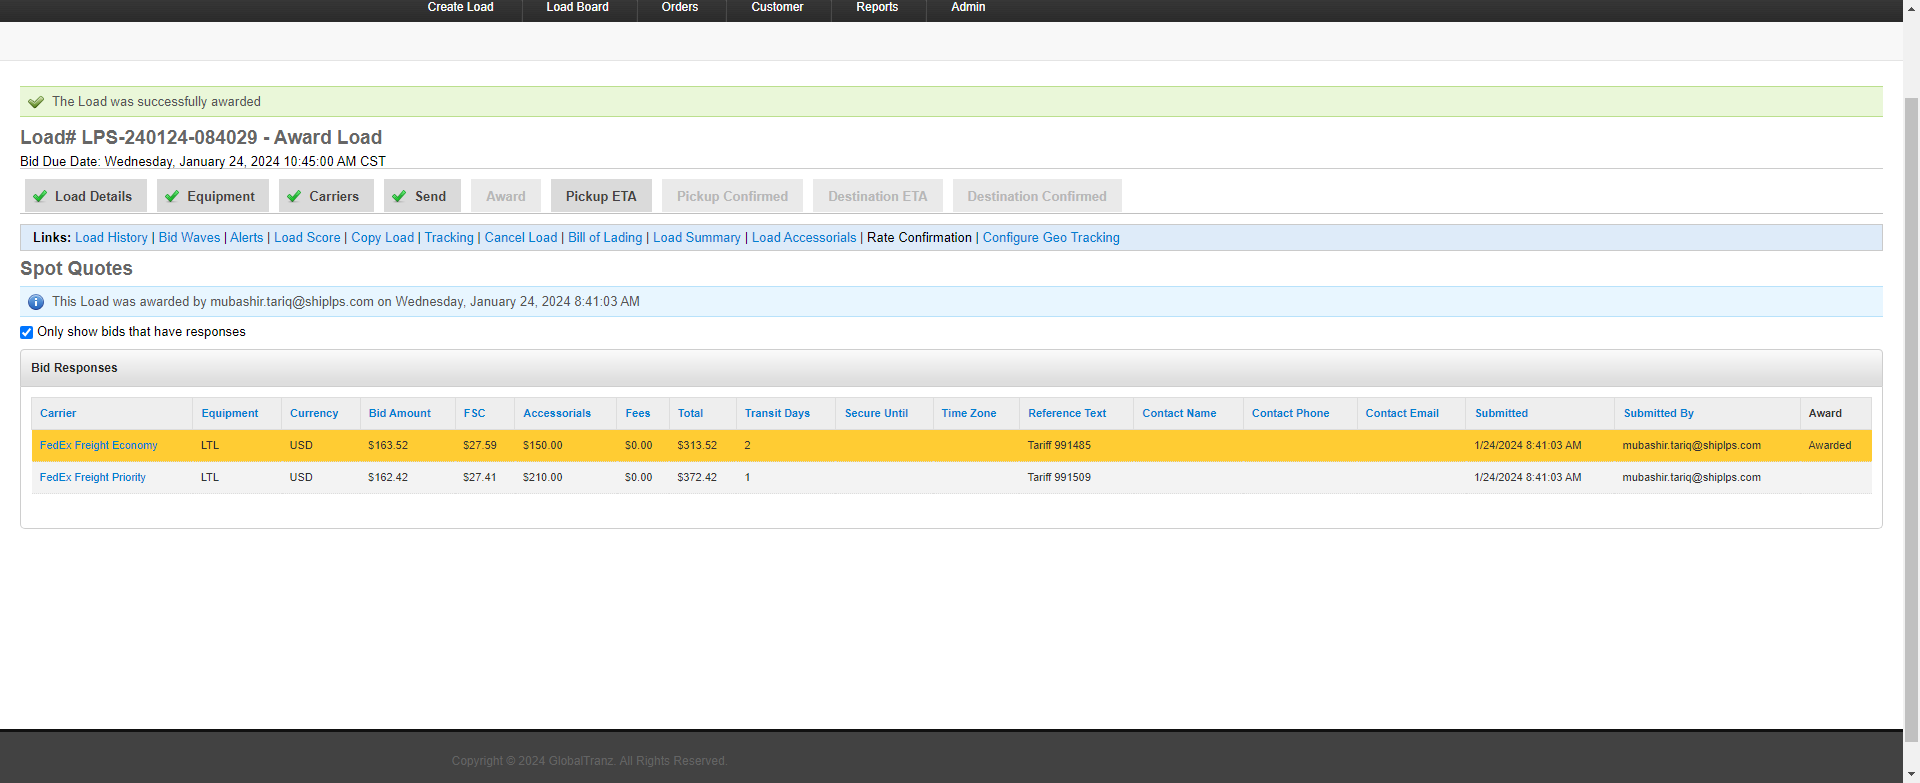 Create Load Load Board Orders Customer Reports Admin
The Load was successfully awarded
Load# LPS-240124-084029 - Award Load
Bid Due Date: Wednesday, January 24, 2024 10:45:00 AM CST
Load Details Equipment Carriers Send Award Pickup ETA Pickup Confirmed Destination ETA Destination Confirmed
Links: Load History | Bid Waves | Alerts | Load Score | Copy Load | Tracking | Cancel Load | Bill of Lading | Load Summary | Load Accessorials | Rate Confirmation | Configure Geo Tracking
Spot Quotes
This Load was awarded by mubashir.tariq@shiplps.com on Wednesday, January 24, 2024 8:41:03 AM
Only show bids that have responses
Bid Responses
Carrier Equipment Currency Bid Amount FSC Accessorials Fees Total Transit Days Secure Until Time Zone Reference Text Contact Name Contact Phone Contact Email Submitted Submitted By Award
FedEx Freight Economy LTL USD $163.52 $27.59 $150.00 $0.00 $313.52 2 Tariff 991485 1/24/2024 8:41:03 AM mubashir.tariq@shiplps.com Awarded
FedEx Freight Priority LTL USD $162.42 $27.41 $210.00 $0.00 $372.42 1 Tariff 991509 1/24/2024 8:41:03 AM mubashir.tariq@shiplps.com
Copyright © 2024 GlobalTranz. All Rights Reserved.